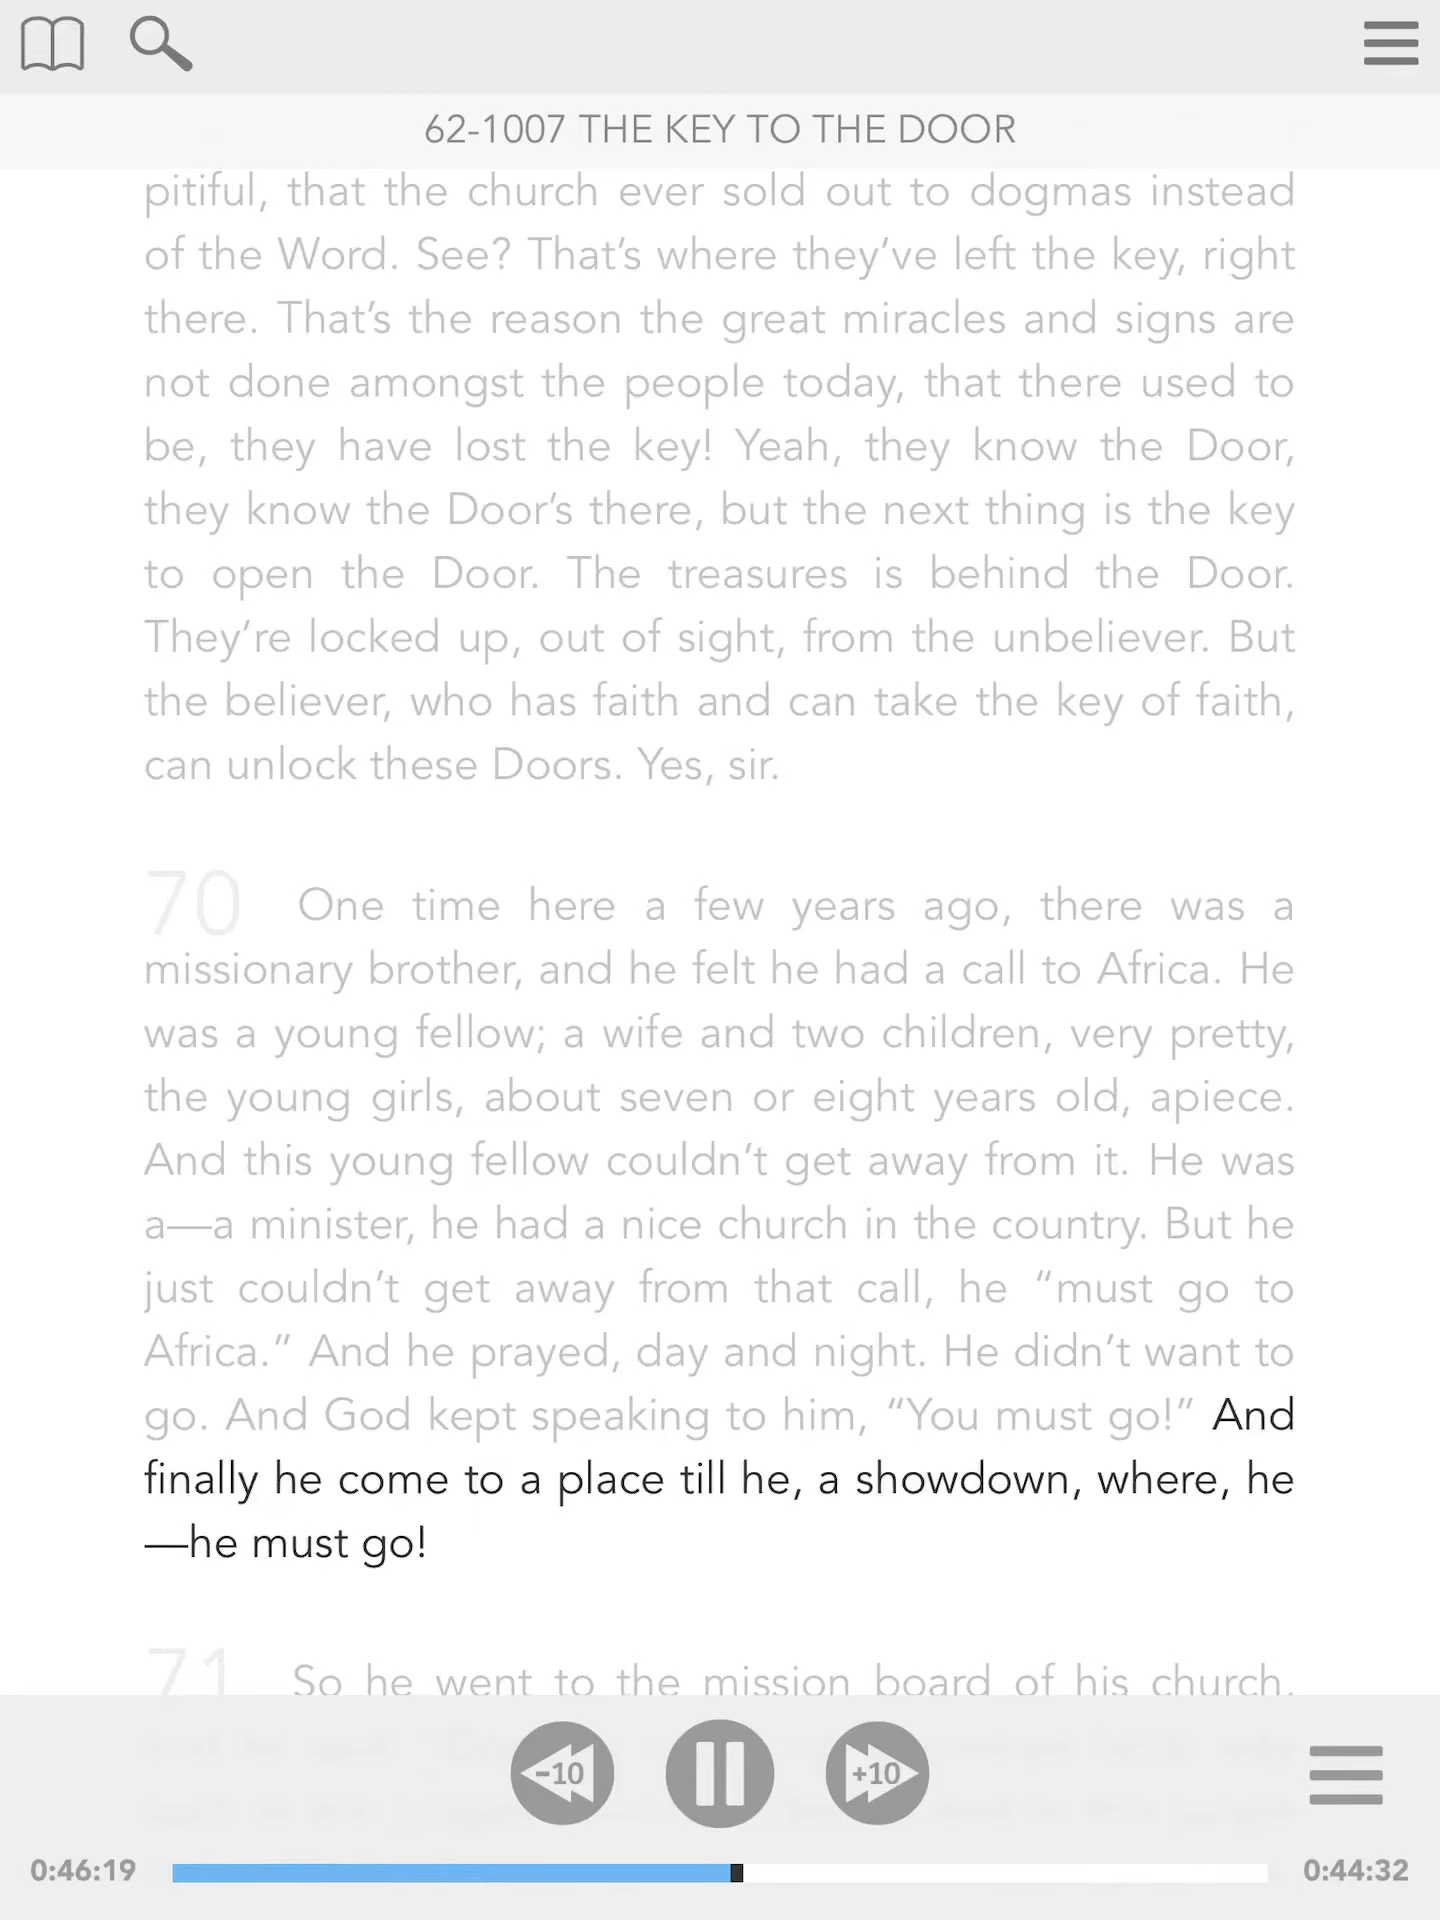 62-1007 THE KEY TO THE DOOR
pitiful, that the church ever sold out to dogmas instead
of the Word. See? That’s where they’ve left the key, right
there. That’s the reason the great miracles and signs are
not done amongst the people today, that there used to
be, they have lost the key! Yeah, they know the Door,
they know the Door’s there, but the next thing is the key
to open the Door. The treasures is behind the Door.
They’re locked up, out of sight, from the unbeliever. But
the believer, who has faith and can take the key of faith,
can unlock these Doors. Yes, sir.
70 One time here a few years ago, there was a
missionary brother, and he felt he had a call to Africa. He
was a young fellow; a wife and two children, very pretty,
the young girls, about seven or eight years old, apiece.
And this young fellow couldn’t get away from it. He was
a—a minister, he had a nice church in the country. But he
just couldn’t get away from that call, he “must go to
Africa.” And he prayed, day and night. He didn’t want to
go. And God kept speaking to him, “You must go!” And
finally he come to a place till he, a showdown, where, he
—he must go!
71 So he went to the mission board of his church,
-10
+10
0:46:19
0:44:32